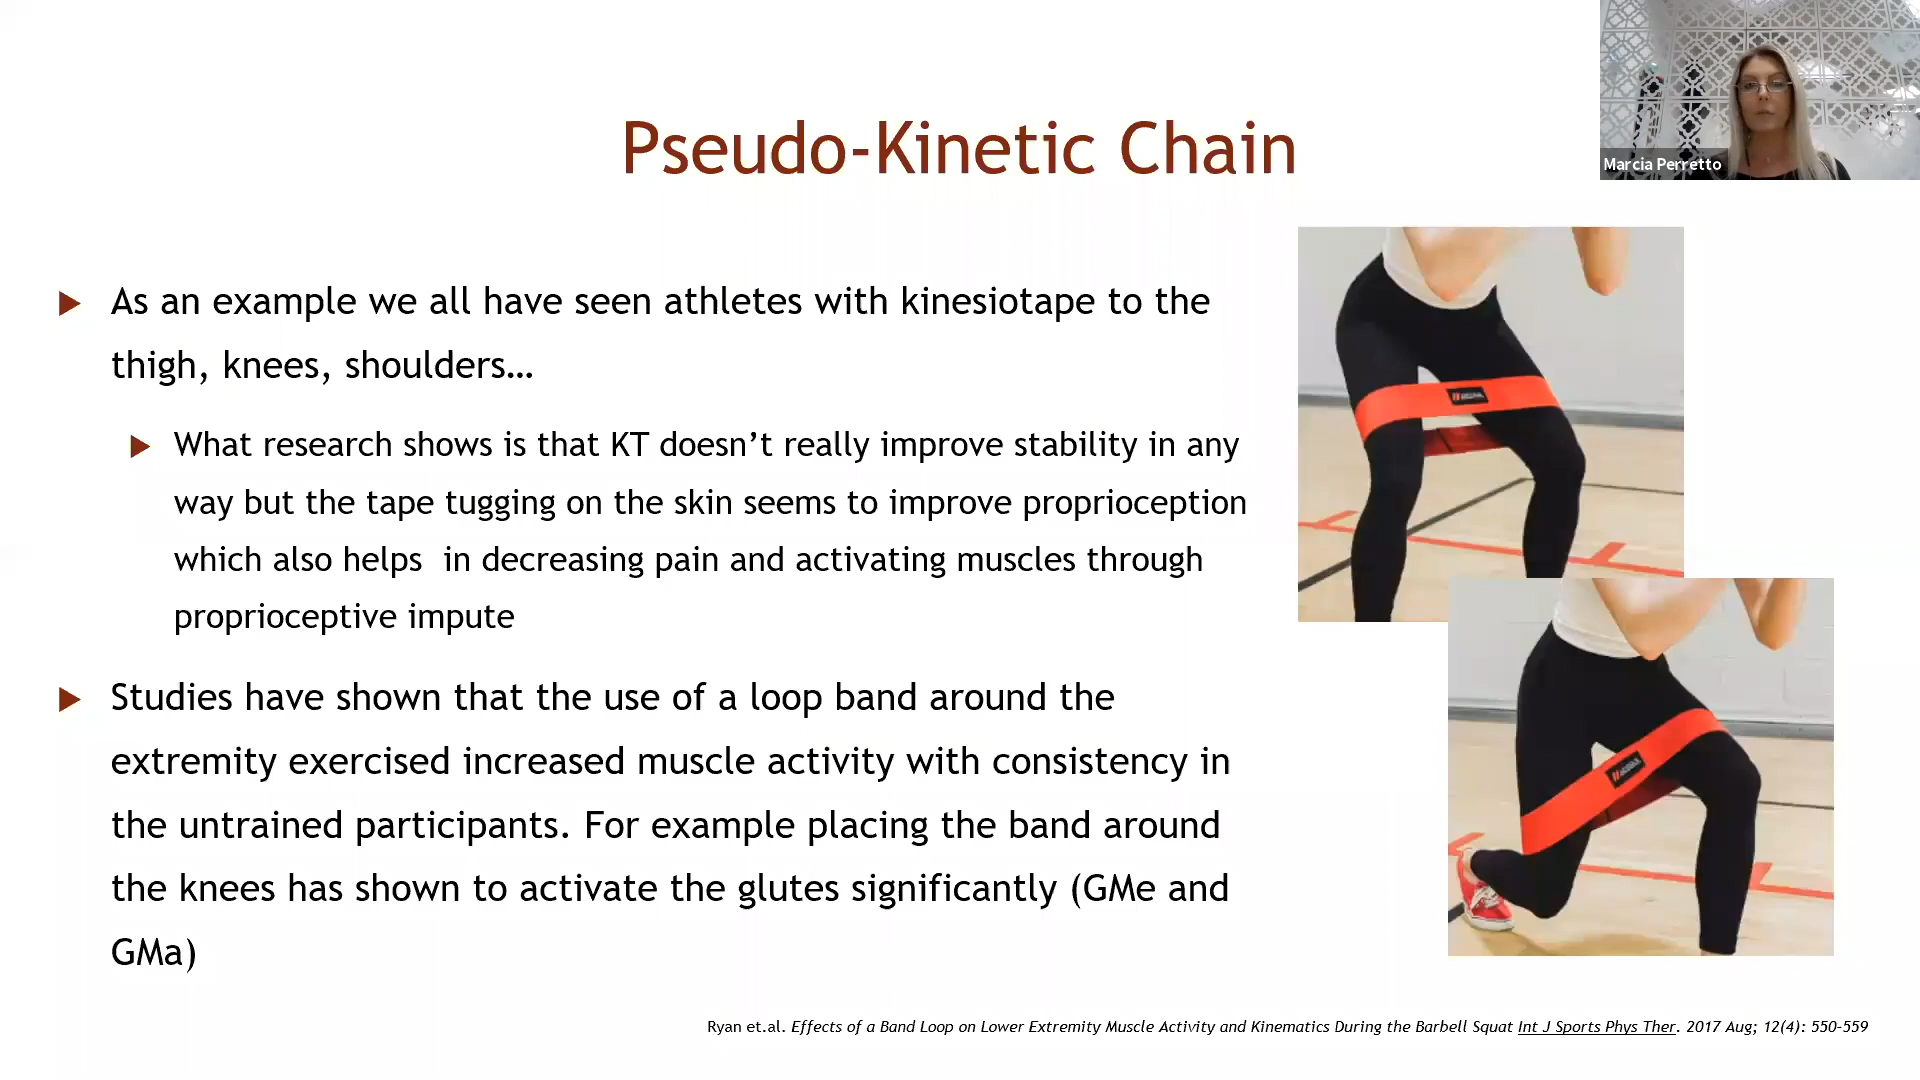 Marcia Perretto
Pseudo-Kinetic Chain
As an example we all have seen athletes with kinesiotape to the
thigh, knees, shoulders…
What research shows is that KT doesn’t really improve stability in any
way but the tape tugging on the skin seems to improve proprioception
which also helps  in decreasing pain and activating muscles through
proprioceptive impute
Studies have shown that the use of a loop band around the
extremity exercised increased muscle activity with consistency in
the untrained participants. For example placing the band around
the knees has shown to activate the glutes significantly (GMe and
GMa)
Ryan et.al. Effects of a Band Loop on Lower Extremity Muscle Activity and Kinematics During the Barbell Squat Int J Sports Phys Ther. 2017 Aug; 12(4): 550–559